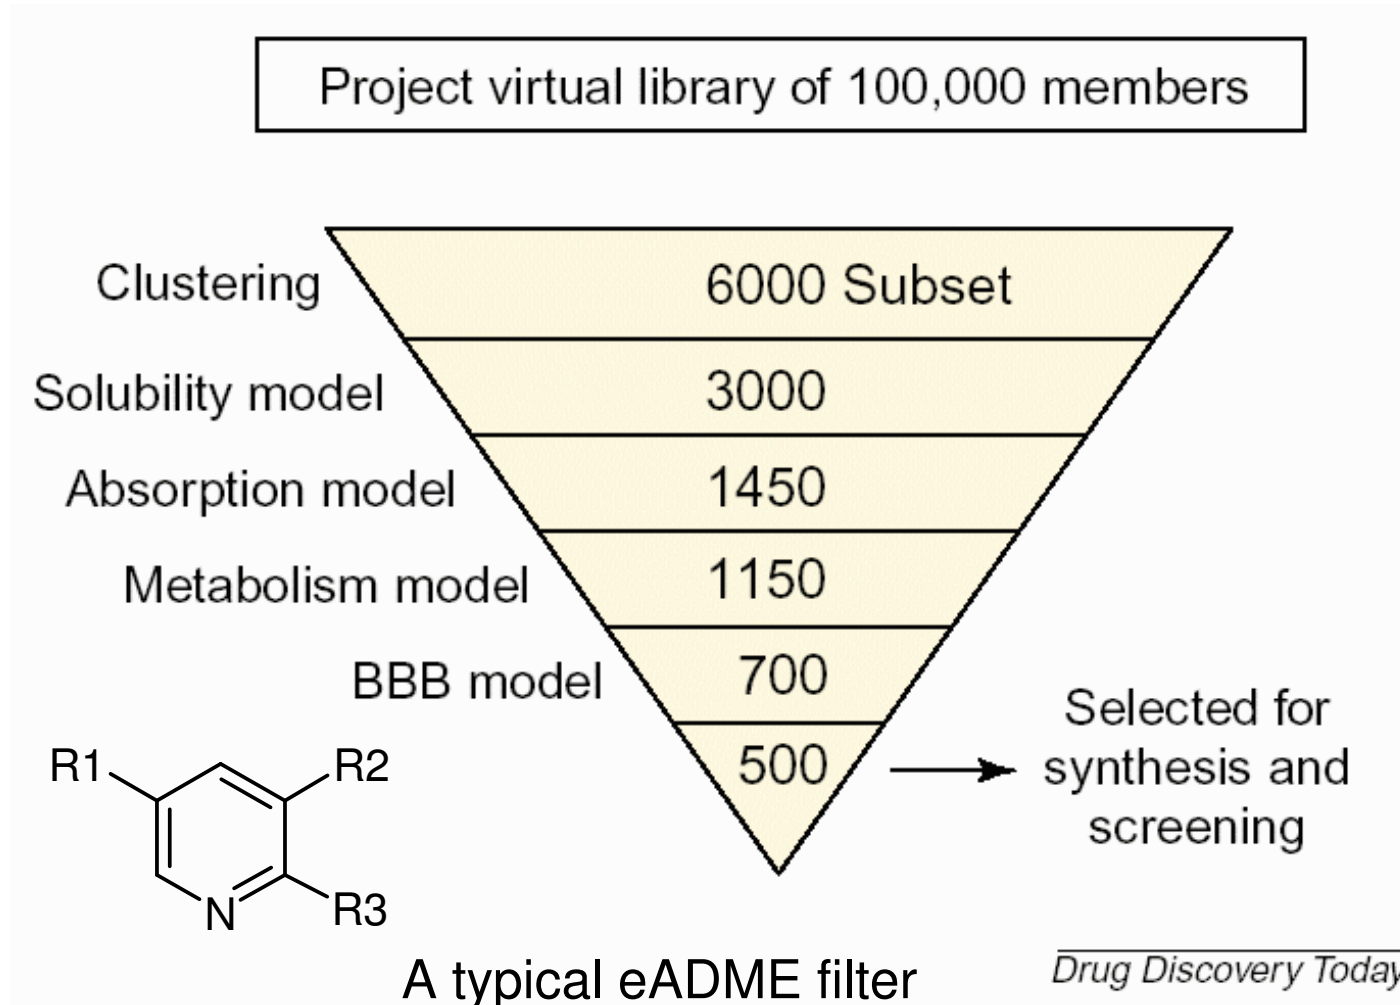 Project virtual library of 100,000 members
Clustering
6000 Subset
Solubility model
3000
Absorption model
1450
Metabolism model
1150
BBB model
700
500
Selected for
synthesis and
screening
R1
R2
N
R3
A typical eADME filter
Drug Discovery Today